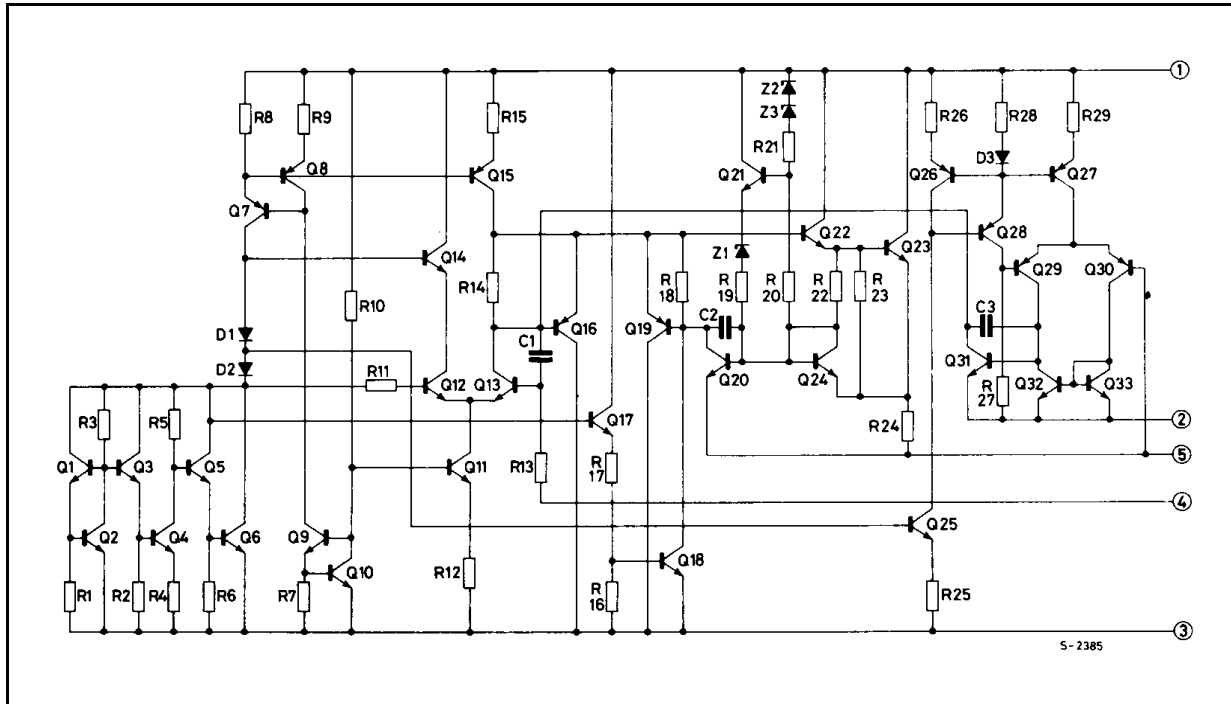 ①
Z2
Z3
R8 R9 R15 R26 R28 R29
R21
D3
Q8 Q15 Q21 Q26 Q27
Q7
Q22 Q23 Q28
Q14 Z1 Q29 Q30
R14 R18 R19 R20 R22 R23
R10
D1 C1 Q16 Q19 C2 C3
D2
Q31
R11 Q12 Q13 Q20 Q24 R27 Q32 Q33
R3 R5 Q17 R24 ②
Q1 Q3 Q5 Q11 R13 R17 ⑤
④
Q2 Q4 Q6 Q9 Q25
Q10 R12 Q18
R1 R2 R4 R6 R7 R16 R25
③
S-2385